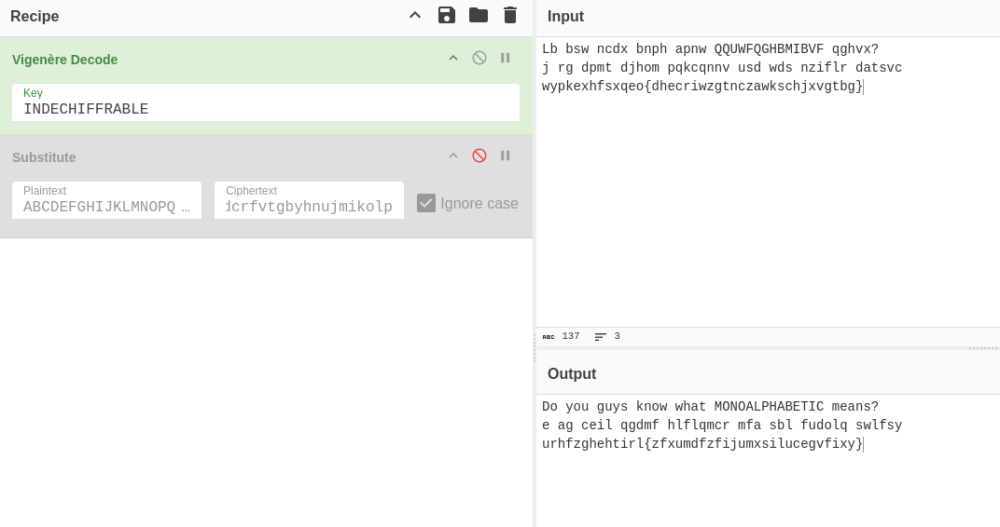 Recipe
Vigenère Decode
Key
INDECHIFFRABLE
Substitute
Plaintext
ABCDEFGHIJKLMNOPQ …
Ciphertext
dcrfvtgbyhnujmikolp
Ignore case
Input
Lb bsw ncdx bnph apnw QQUWFQGHBMIBVF qghvx?
j rg dpmt djhom pqkcqnnv usd wds nziflr datsvc
wypkexhfsxqeo{dhecriwzgtnczawkschjxvgtbg}
ABC 137 3
Output
Do you guys know what MONOALPHABETIC means?
e ag ceil qgdmf hlflqmcr mfa sbl fudolq swlfsy
urhfzghehtirl{zfxumdfzfijumxsilucegvfixy}